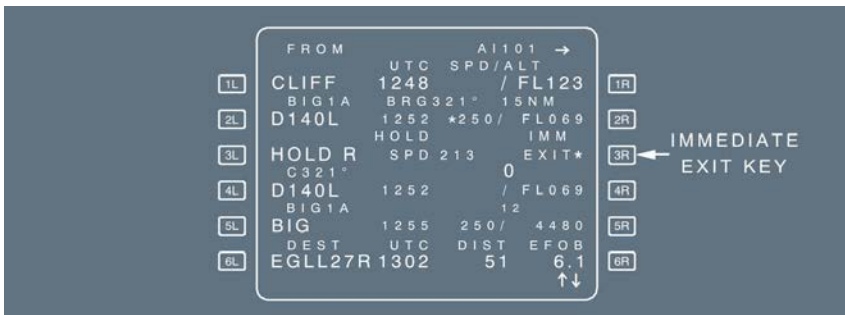 FROM AI101 →
UTC SPD/ALT
1L CLIFF 1248 / FL123 1R
BIG1A BRG321° 15NM
2L D140L 1252 *250/ FL069 2R
HOLD IMM
3L HOLD R SPD 213 EXIT* 3R IMMEDIATE EXIT KEY
C321° 0
4L D140L 1252 / FL069 4R
BIG1A 12
5L BIG 1255 250/ 4480 5R
DEST UTC DIST EFOB
6L EGLL27R 1302 51 6.1 6R
↑↓